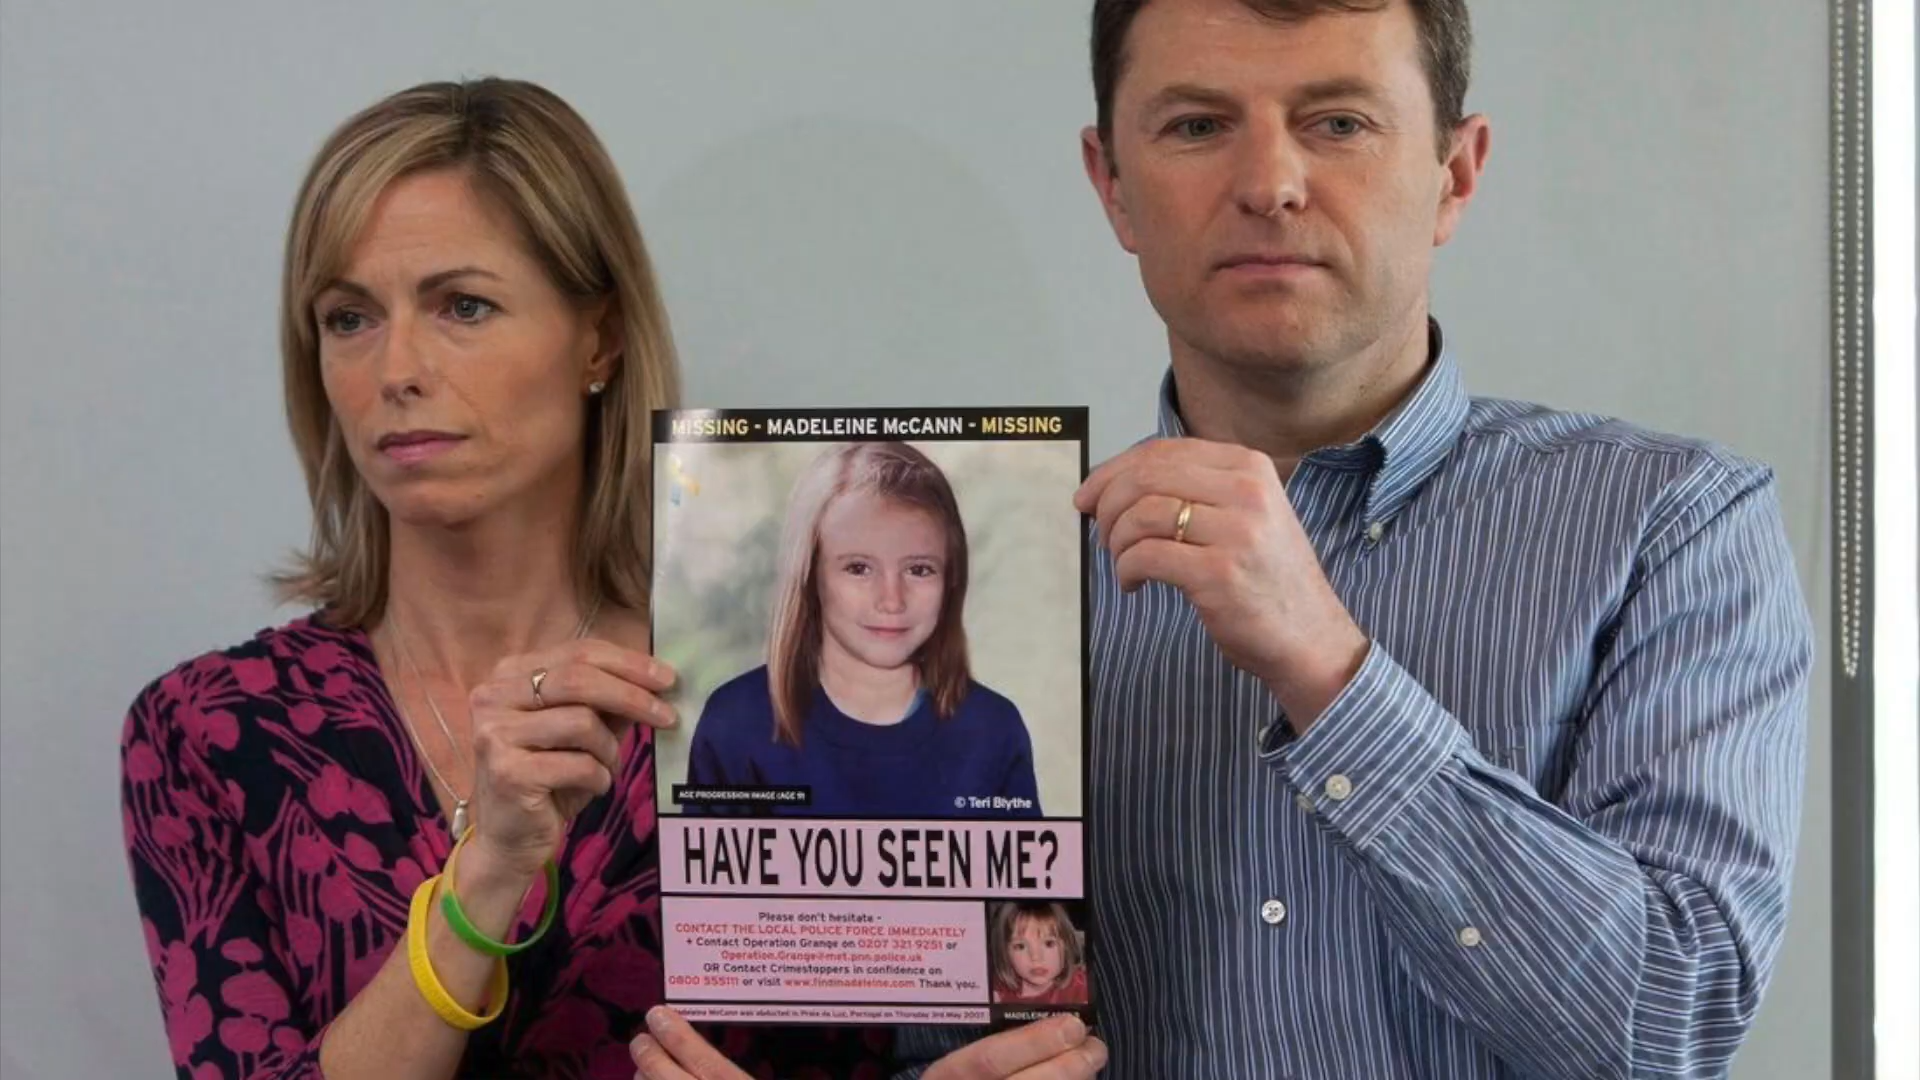 MISSING - MADELEINE McCANN - MISSING
AGE PROGRESSION IMAGE (AGE 9)
© Teri Blythe
HAVE YOU SEEN ME?
Please don't hesitate -
CONTACT THE LOCAL POLICE FORCE IMMEDIATELY
+ Contact Operation Grange on 0207 321 9251 or
Operation.Grange@met.pnn.police.uk
OR Contact Crimestoppers in confidence on
0800 555111 or visit www.findmadeleine.com Thank you.
Madeleine McCann was abducted in Praia da Luz, Portugal on Thursday 3rd May 2007
MADELEINE